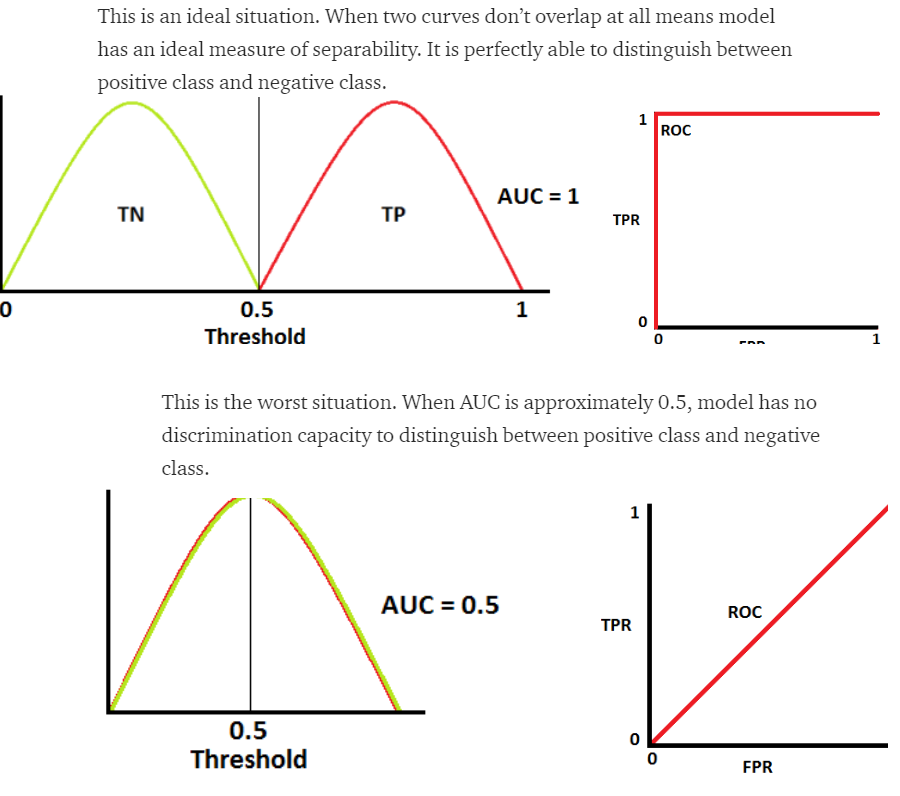 This is an ideal situation. When two curves don’t overlap at all means model
has an ideal measure of separability. It is perfectly able to distinguish between
positive class and negative class.
TN
TP
AUC = 1
0
0.5
1
Threshold
1
ROC
TPR
0
0
1
This is the worst situation. When AUC is approximately 0.5, model has no
discrimination capacity to distinguish between positive class and negative
class.
AUC = 0.5
0.5
Threshold
1
ROC
TPR
0
0
FPR